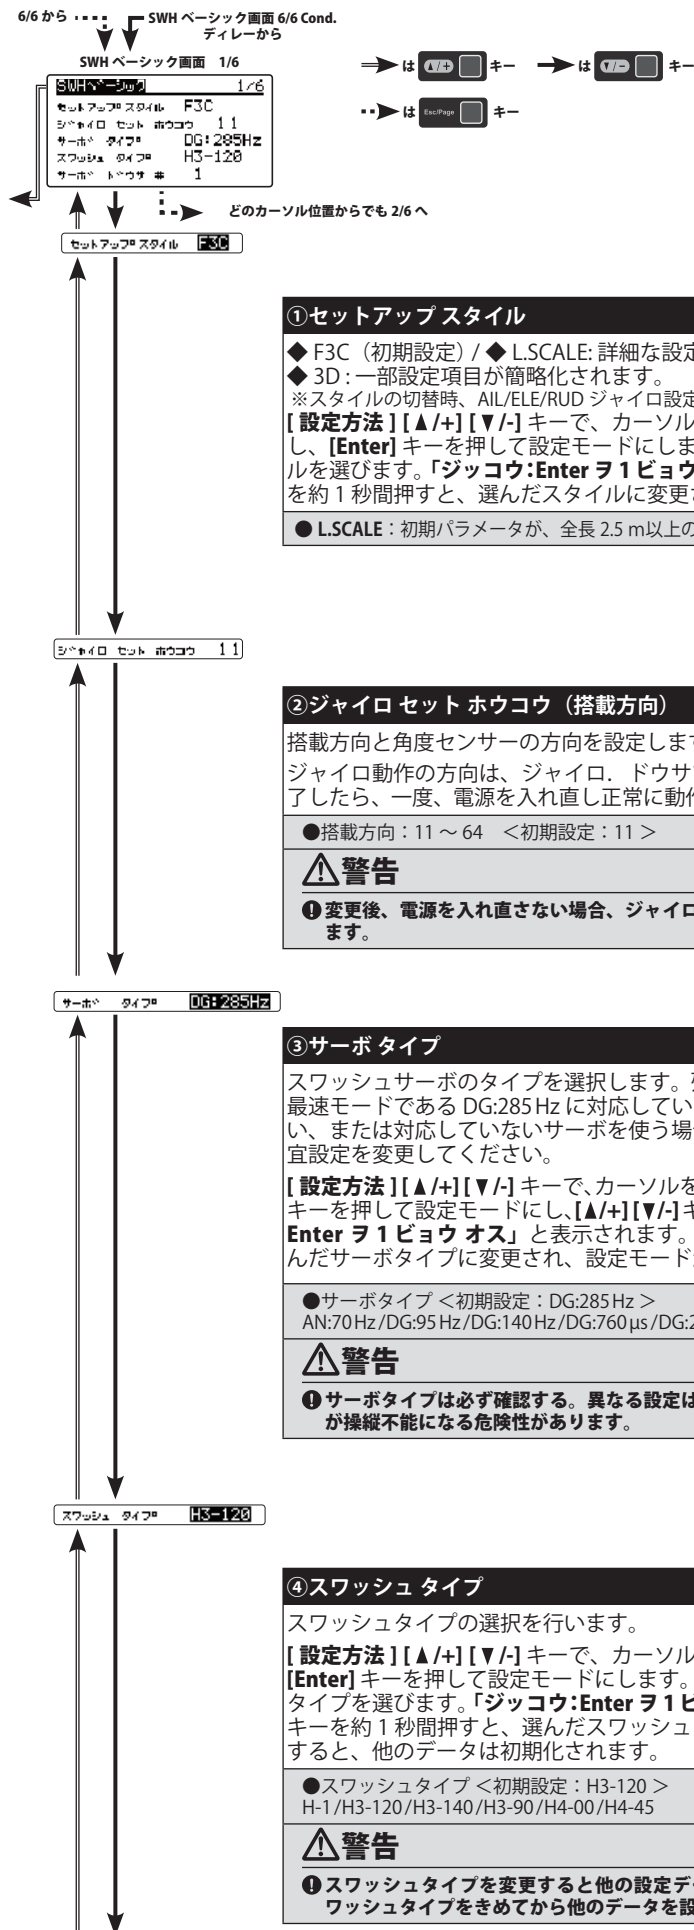 6/6 から
SWH ベーシック画面 6/6 Cond.
ディレーから
SWH ベーシック画面 1/6
SWHベーシック 1/6
セットアップ スタイル F3C
ジャイロ セット ホウコウ 11
サーボ タイプ DG:285Hz
スワッシュ タイプ H3-120
サーボ ドウサ # 1
は ▲/+ キー
は ▼/- キー
は Esc/Page キー
どのカーソル位置からでも 2/6 へ
セットアップ スタイル F3C
①セットアップ スタイル
◆ F3C（初期設定）/ ◆ L.SCALE: 詳細な設定
◆ 3D : 一部設定項目が簡略化されます。
※スタイルの切替時、AIL/ELE/RUD ジャイロ設定
[ 設定方法 ] [▲/+] [▼/-] キーで、カーソル
し、[Enter] キーを押して設定モードにしま
ルを選びます。「ジッコウ:Enter ヲ 1 ビョウ
を約 1 秒間押すと、選んだスタイルに変更
● L.SCALE：初期パラメータが、全長 2.5 m以上の
ジャイロ セット ホウコウ 11
②ジャイロ セット ホウコウ（搭載方向）
搭載方向と角度センサーの方向を設定しま
ジャイロ動作の方向は、ジャイロ．ドウサ
了したら、一度、電源を入れ直し正常に動作
●搭載方向：11 ～ 64 ＜初期設定：11 ＞
警告
変更後、電源を入れ直さない場合、ジャイロ
ます。
サーボ タイプ DG:285Hz
③サーボ タイプ
スワッシュサーボのタイプを選択します。
最速モードである DG:285 Hz に対応してい
い、または対応していないサーボを使う場
宜設定を変更してください。
[ 設定方法 ] [▲/+] [▼/-] キーで、カーソルを
キーを押して設定モードにし、[▲/+] [▼/-] キ
Enter ヲ 1 ビョウ オス」と表示されます。
んだサーボタイプに変更され、設定モード
●サーボタイプ ＜初期設定：DG:285 Hz ＞
AN:70 Hz /DG:95 Hz /DG:140 Hz /DG:760 μs /DG:2
警告
サーボタイプは必ず確認する。異なる設定は
が操縦不能になる危険性があります。
スワッシュ タイプ H3-120
④スワッシュ タイプ
スワッシュタイプの選択を行います。
[ 設定方法 ] [▲/+] [▼/-] キーで、カーソル
[Enter] キーを押して設定モードにします。
タイプを選びます。「ジッコウ:Enter ヲ 1 ビ
キーを約 1 秒間押すと、選んだスワッシュ
すると、他のデータは初期化されます。
●スワッシュタイプ ＜初期設定：H3-120 ＞
H-1 /H3-120 /H3-140 /H3-90 /H4-00 /H4-45
警告
スワッシュタイプを変更すると他の設定デ
ワッシュタイプをきめてから他のデータを設